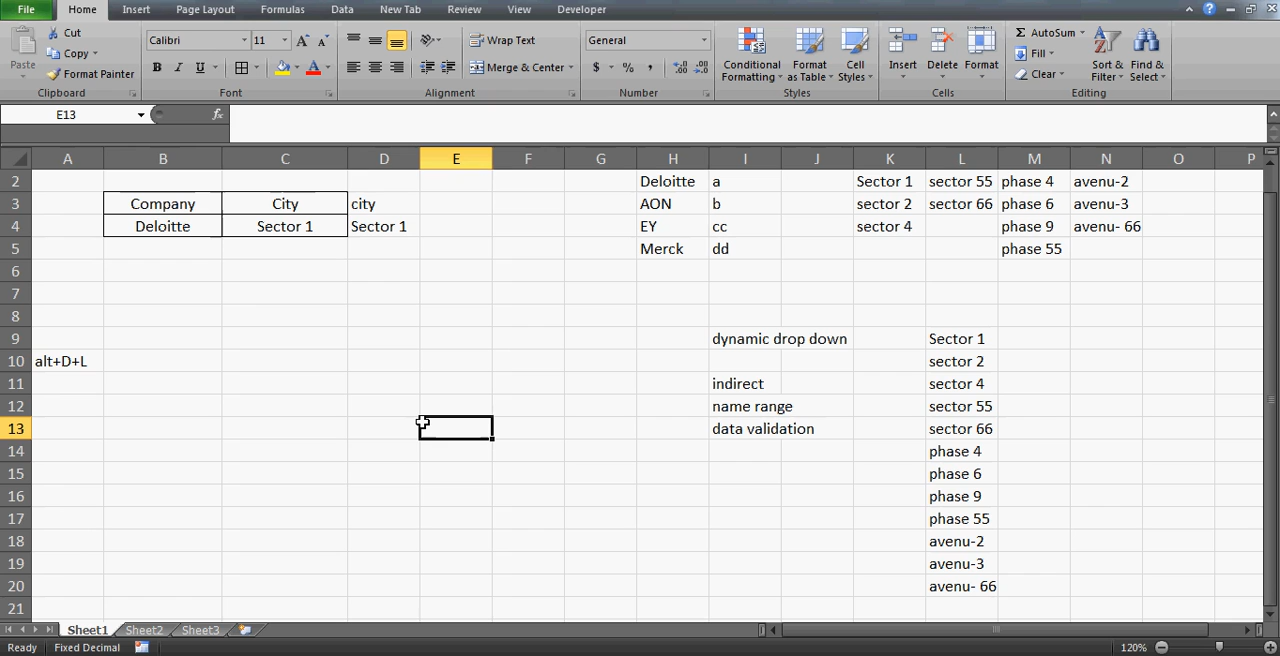 File Home Insert Page Layout Formulas Data New Tab Review View Developer
Paste Cut Copy Format Painter
Calibri 11 Wrap Text Merge & Center General
B I U $ % ,
Conditional Formatting Format as Table Cell Styles Insert Delete Format
Σ AutoSum Fill Clear Sort & Filter Find & Select
Clipboard Font Alignment Number Styles Cells Editing
E13 fx
A B C D E F G H I J K L M N O P
2 Deloitte a Sector 1 sector 55 phase 4 avenu-2
3 Company City city AON b sector 2 sector 66 phase 6 avenu-3
4 Deloitte Sector 1 Sector 1 EY cc sector 4 phase 9 avenu- 66
5 Merck dd phase 55
6
7
8
9 dynamic drop down Sector 1
10 alt+D+L sector 2
11 indirect sector 4
12 name range sector 55
13 data validation sector 66
14 phase 4
15 phase 6
16 phase 9
17 phase 55
18 avenu-2
19 avenu-3
20 avenu- 66
21
Sheet1 Sheet2 Sheet3
Ready Fixed Decimal 120%